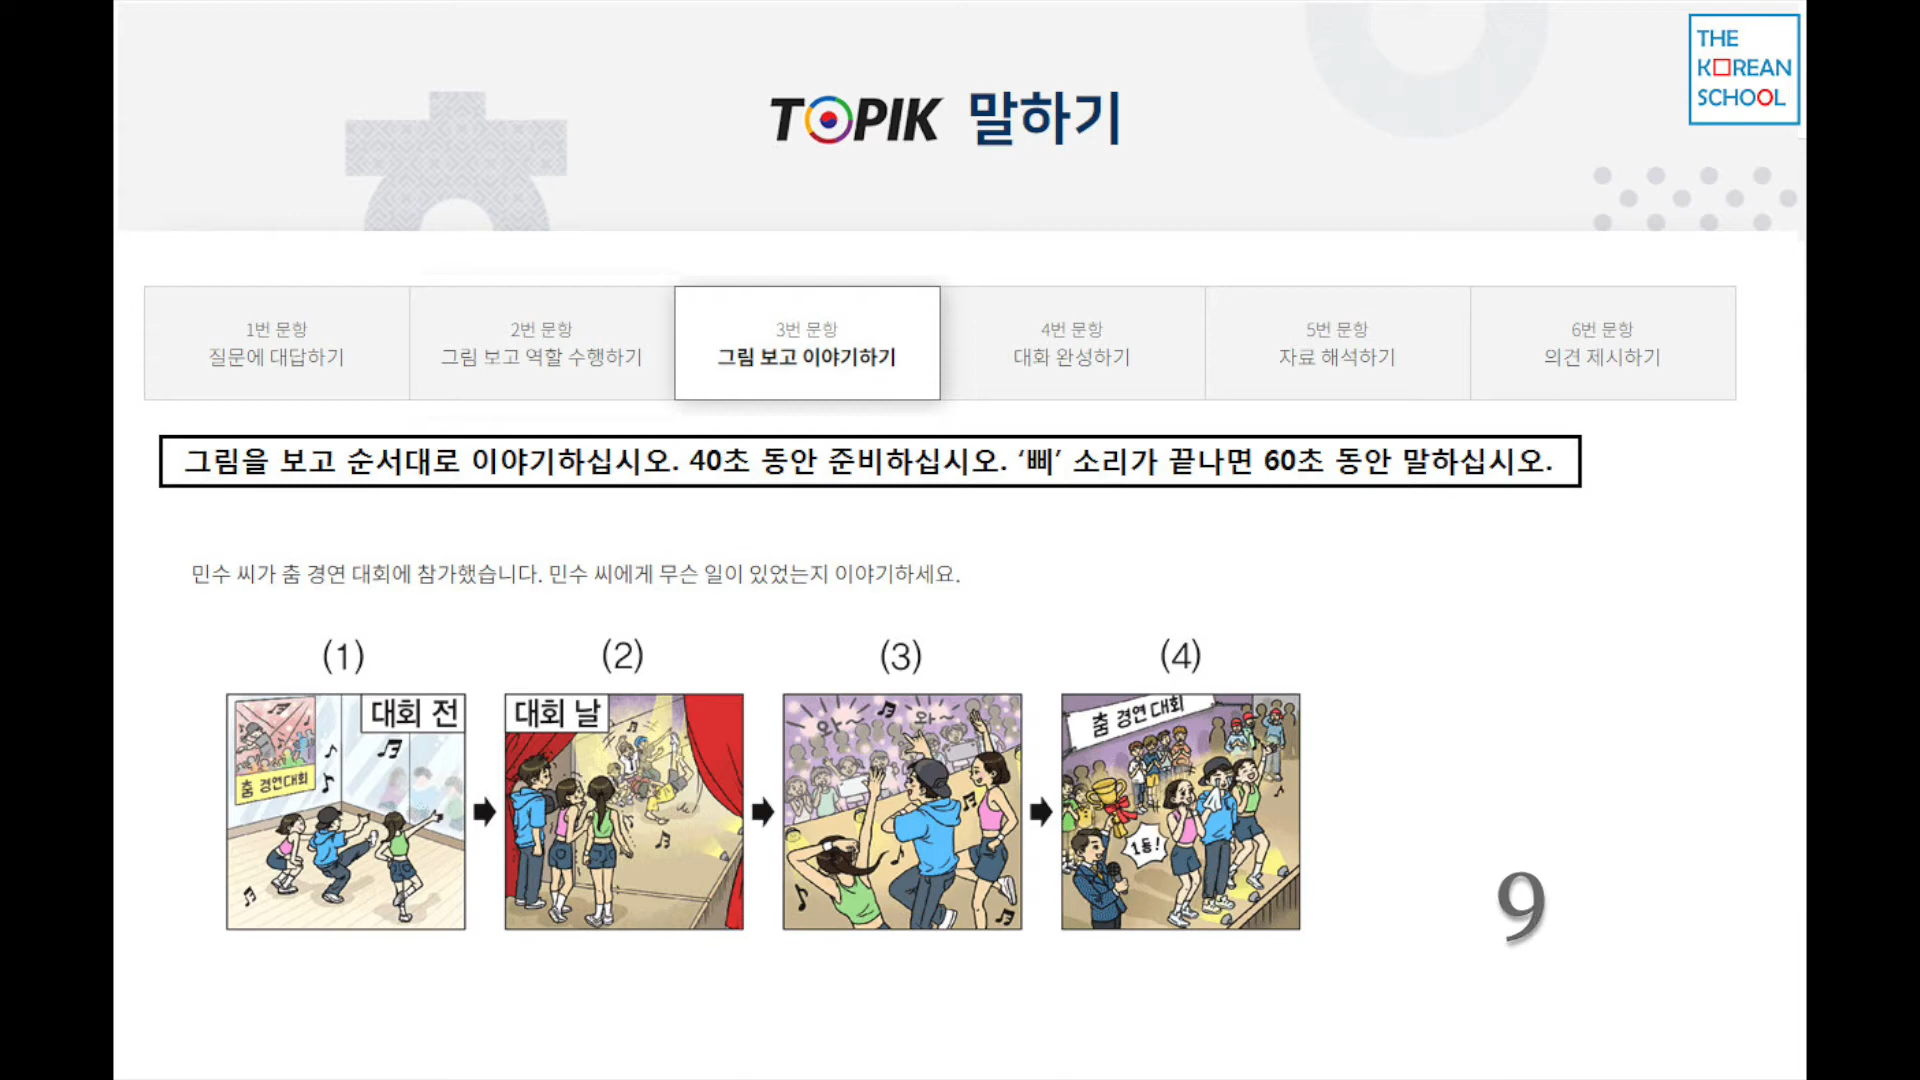 THE
KOREAN
SCHOOL
TOPIK 말하기
1번 문항
질문에 대답하기
2번 문항
그림 보고 역할 수행하기
3번 문항
그림 보고 이야기하기
4번 문항
대화 완성하기
5번 문항
자료 해석하기
6번 문항
의견 제시하기
그림을 보고 순서대로 이야기하십시오. 40초 동안 준비하십시오. ‘삐’ 소리가 끝나면 60초 동안 말하십시오.
민수 씨가 춤 경연 대회에 참가했습니다. 민수 씨에게 무슨 일이 있었는지 이야기하세요.
(1)
(2)
(3)
(4)
대회 전
춤 경연대회
대회 날
와~
와~
춤 경연대회
1등!
9